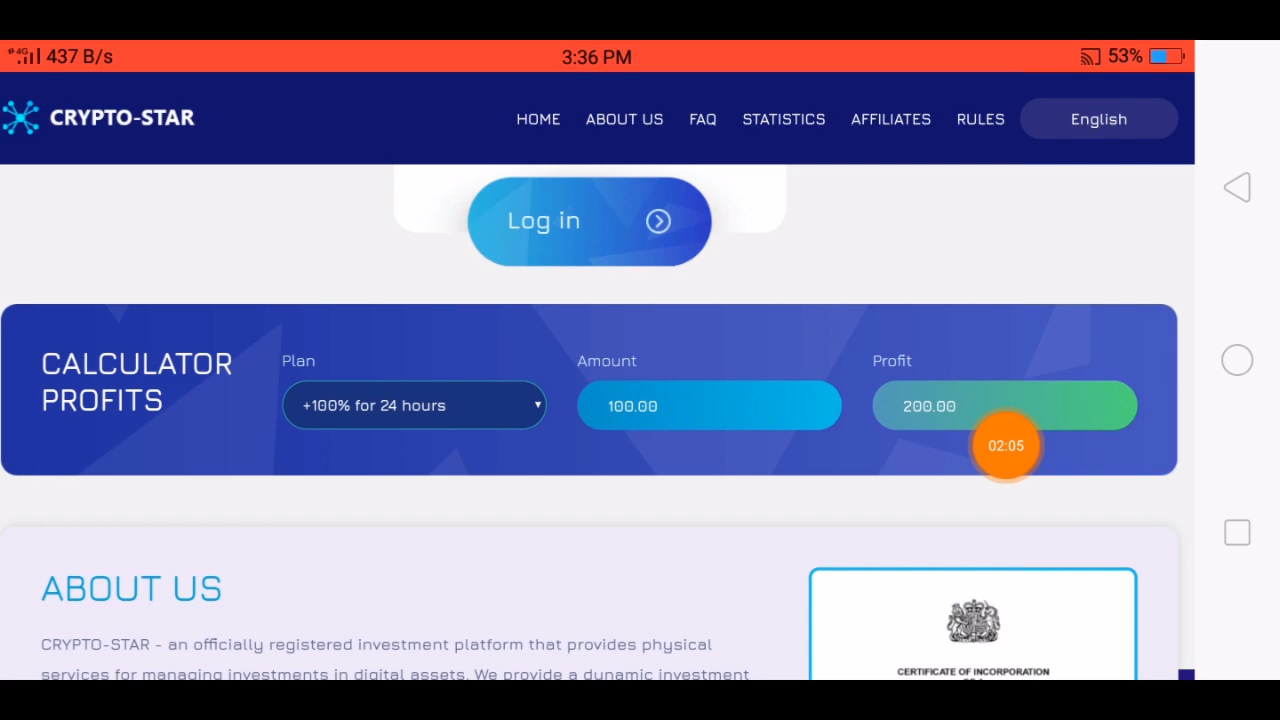 4G 437 B/s 3:36 PM 53%
CRYPTO-STAR HOME ABOUT US FAQ STATISTICS AFFILIATES RULES English
Log in
CALCULATOR PROFITS
Plan Amount Profit
+100% for 24 hours 100.00 200.00
02:05
ABOUT US
CRYPTO-STAR - an officially registered investment platform that provides physical
services for managing investments in digital assets. We provide a dynamic investment
CERTIFICATE OF INCORPORATION